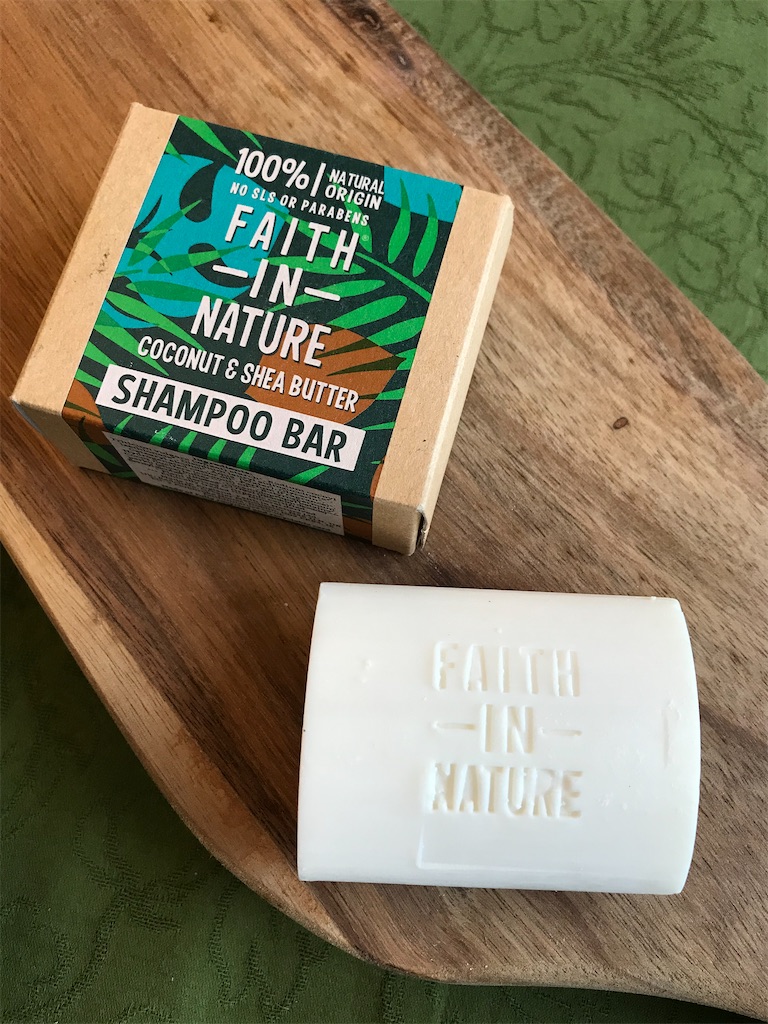 100% | NATURAL ORIGIN
NO SLS OR PARABENS
FAITH®
—IN—
NATURE
COCONUT & SHEA BUTTER
SHAMPOO BAR
FAITH
—IN—
NATURE